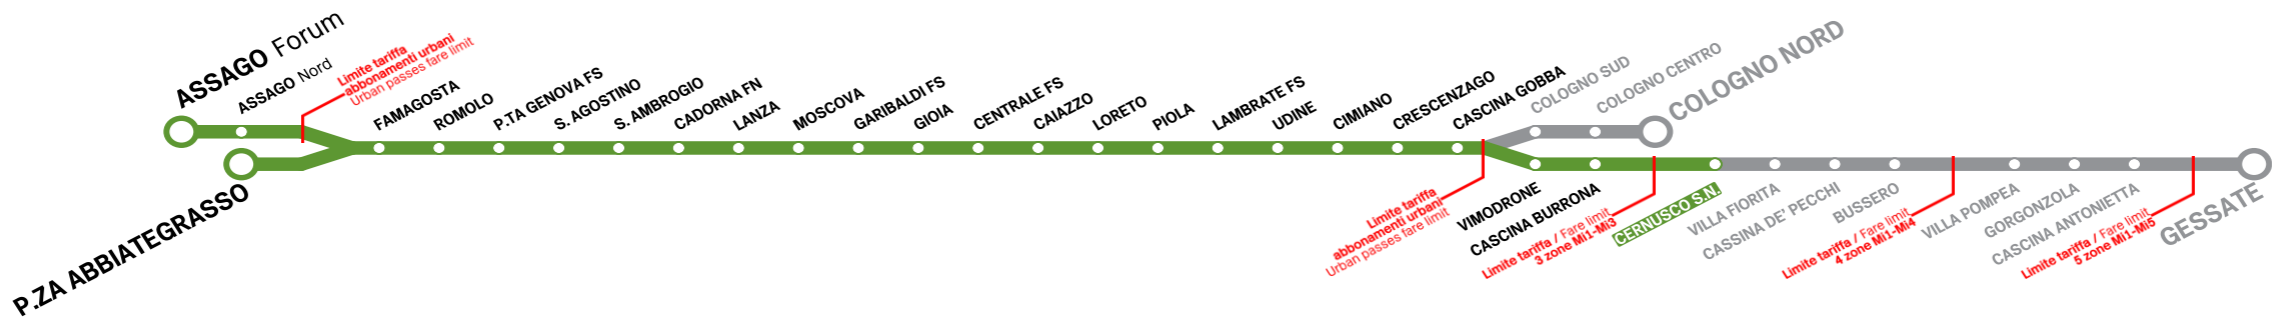 ASSAGO Forum
ASSAGO Nord
Limite tariffa
abbonamenti urbani
Urban passes fare limit
P.ZA ABBIATEGRASSO
FAMAGOSTA
ROMOLO
P.TA GENOVA FS
S. AGOSTINO
S. AMBROGIO
CADORNA FN
LANZA
MOSCOVA
GARIBALDI FS
GIOIA
CENTRALE FS
CAIAZZO
LORETO
PIOLA
LAMBRATE FS
UDINE
CIMIANO
CRESCENZAGO
CASCINA GOBBA
COLOGNO SUD
COLOGNO CENTRO
COLOGNO NORD
Limite tariffa
abbonamenti urbani
Urban passes fare limit
VIMODRONE
CASCINA BURRONA
Limite tariffa / Fare limit
3 zone Mi1-Mi3
CERNUSCO S.N.
VILLA FIORITA
CASSINA DE' PECCHI
BUSSERO
Limite tariffa / Fare limit
4 zone Mi1-Mi4
VILLA POMPEA
GORGONZOLA
CASCINA ANTONIETTA
Limite tariffa / Fare limit
5 zone Mi1-Mi5
GESSATE